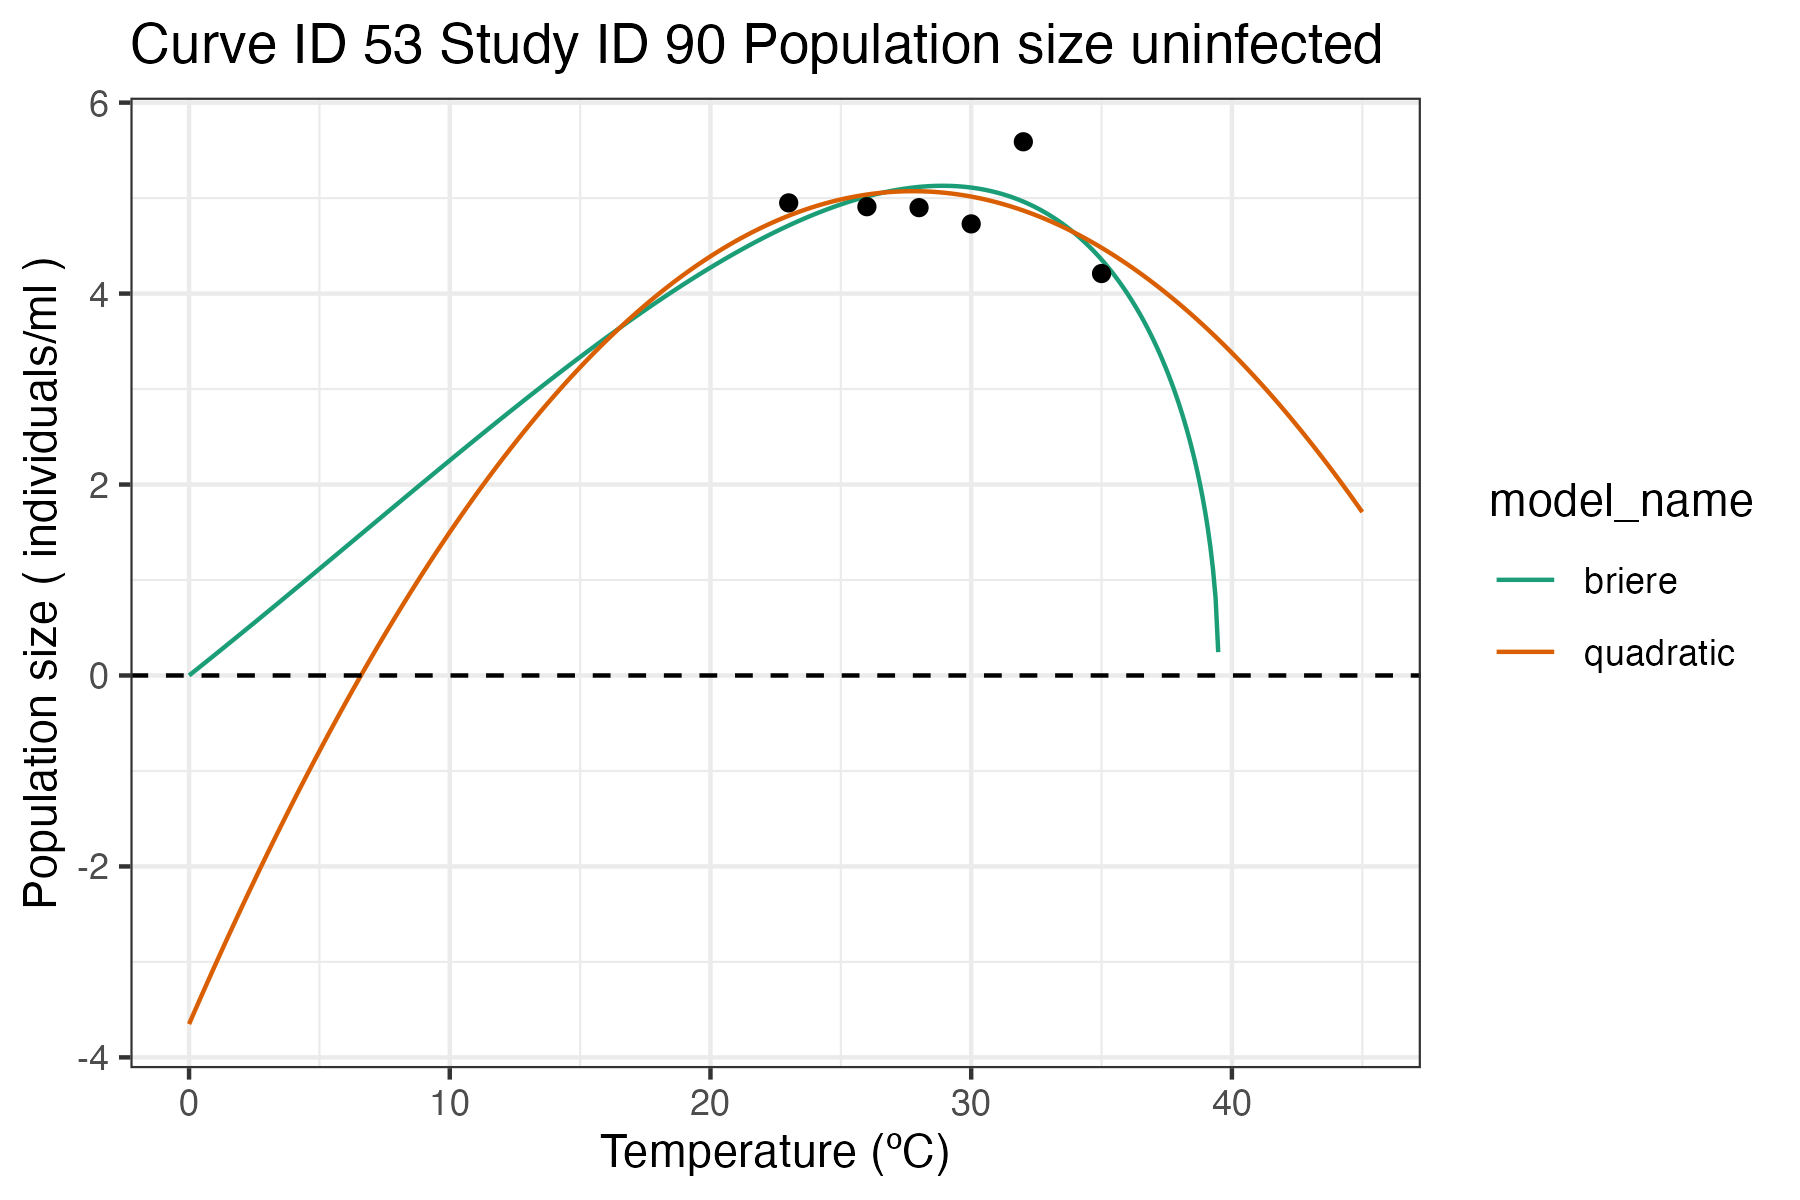 Curve ID 53 Study ID 90 Population size uninfected
Population size ( individuals/ml )
6
4
2
0
-2
-4
0 10 20 30 40
Temperature (ºC)
model_name
briere
quadratic